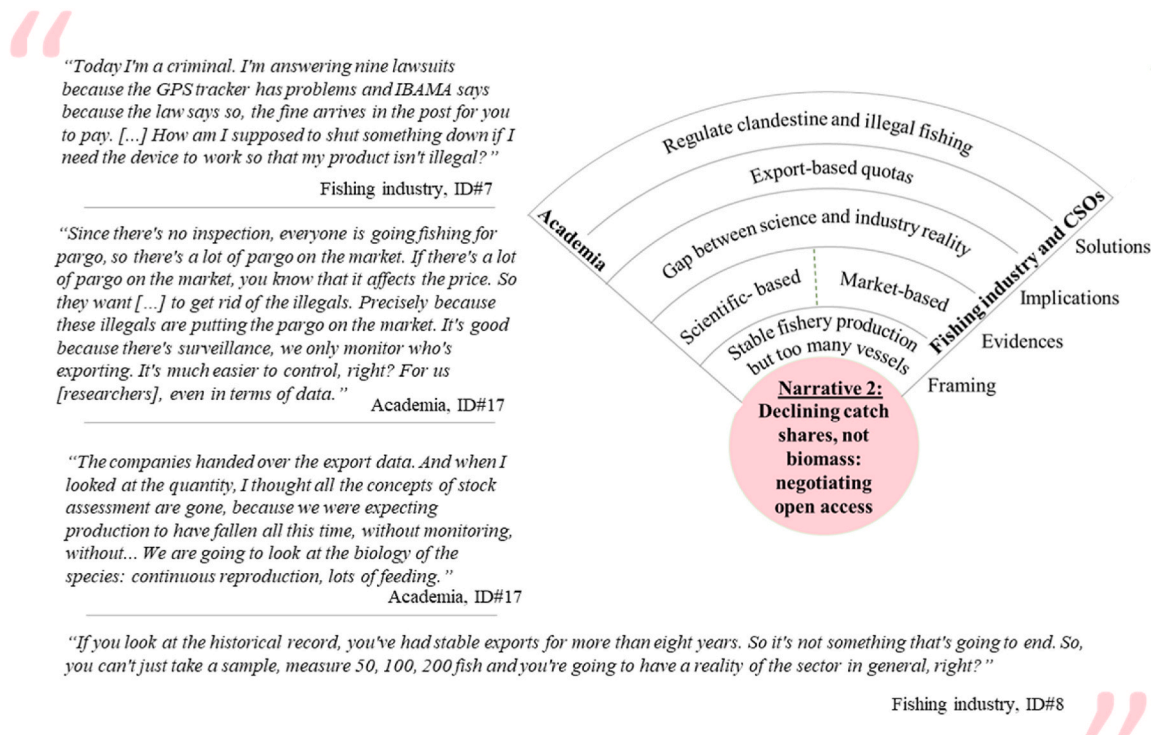 “Today I'm a criminal. I'm answering nine lawsuits
because the GPS tracker has problems and IBAMA says
because the law says so, the fine arrives in the post for you
to pay. [...] How am I supposed to shut something down if I
need the device to work so that my product isn't illegal?”
Fishing industry, ID#7
“Since there's no inspection, everyone is going fishing for
pargo, so there's a lot of pargo on the market. If there's a lot
of pargo on the market, you know that it affects the price. So
they want [...] to get rid of the illegals. Precisely because
these illegals are putting the pargo on the market. It's good
because there's surveillance, we only monitor who's
exporting. It's much easier to control, right? For us
[researchers], even in terms of data.”
Academia, ID#17
“The companies handed over the export data. And when I
looked at the quantity, I thought all the concepts of stock
assessment are gone, because we were expecting
production to have fallen all this time, without monitoring,
without... We are going to look at the biology of the
species: continuous reproduction, lots of feeding.”
Academia, ID#17
“If you look at the historical record, you've had stable exports for more than eight years. So it's not something that's going to end. So,
you can't just take a sample, measure 50, 100, 200 fish and you're going to have a reality of the sector in general, right?”
Fishing industry, ID#8
Regulate clandestine and illegal fishing
Export-based quotas
Gap between science and industry reality
Scientific- based
Market-based
Stable fishery production
but too many vessels
Academia
Fishing industry and CSOs
Solutions
Implications
Evidences
Framing
Narrative 2:
Declining catch
shares, not
biomass:
negotiating
open access